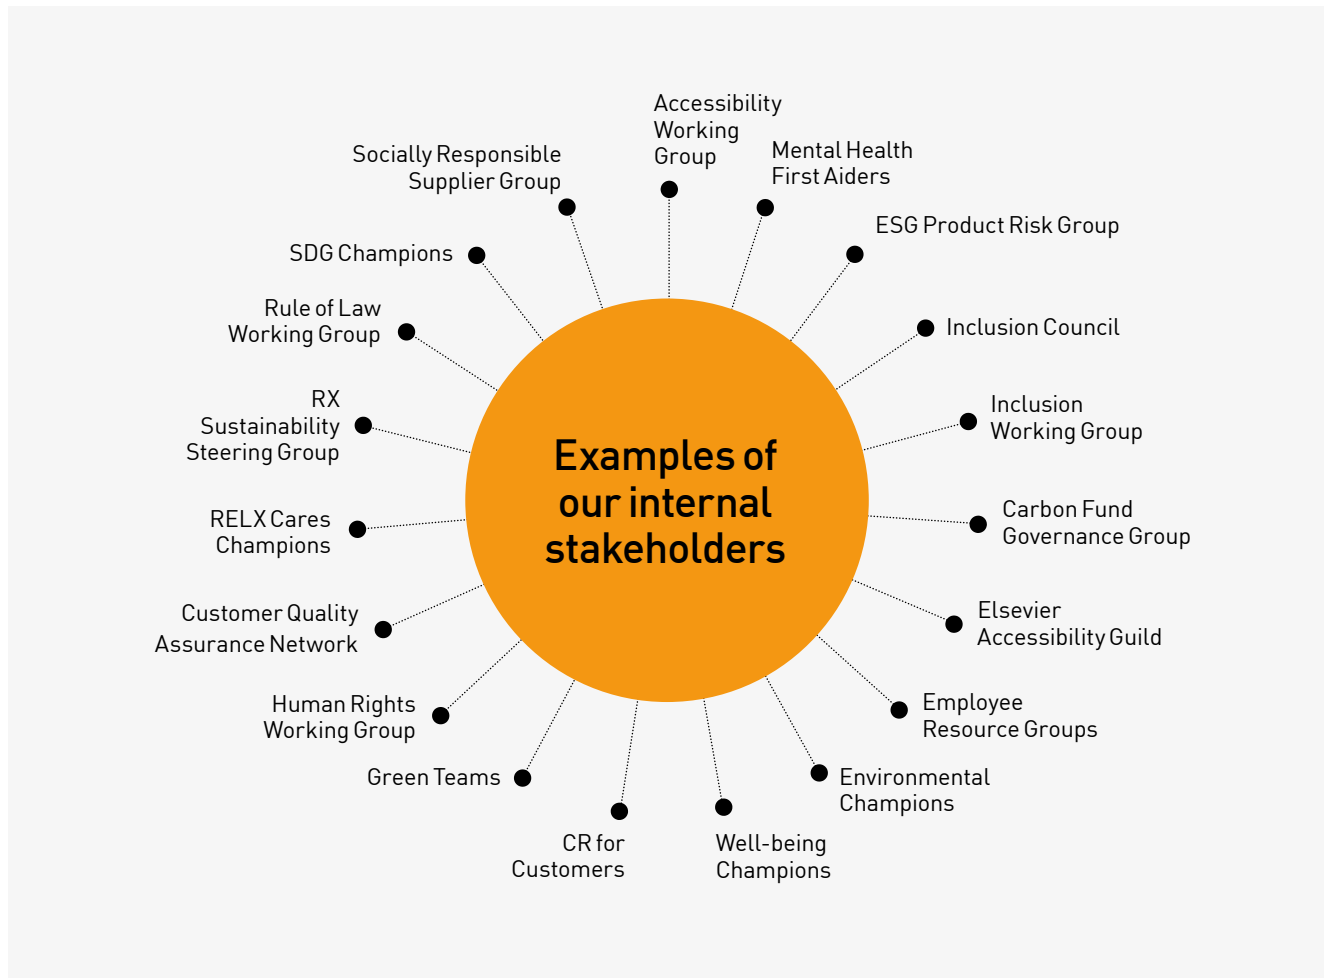 Examples of
our internal
stakeholders
Accessibility
Working
Group
Mental Health
First Aiders
ESG Product Risk Group
Inclusion Council
Inclusion
Working Group
Carbon Fund
Governance Group
Elsevier
Accessibility Guild
Employee
Resource Groups
Environmental
Champions
Well-being
Champions
CR for
Customers
Green Teams
Human Rights
Working Group
Customer Quality
Assurance Network
RELX Cares
Champions
RX
Sustainability
Steering Group
Rule of Law
Working Group
SDG Champions
Socially Responsible
Supplier Group